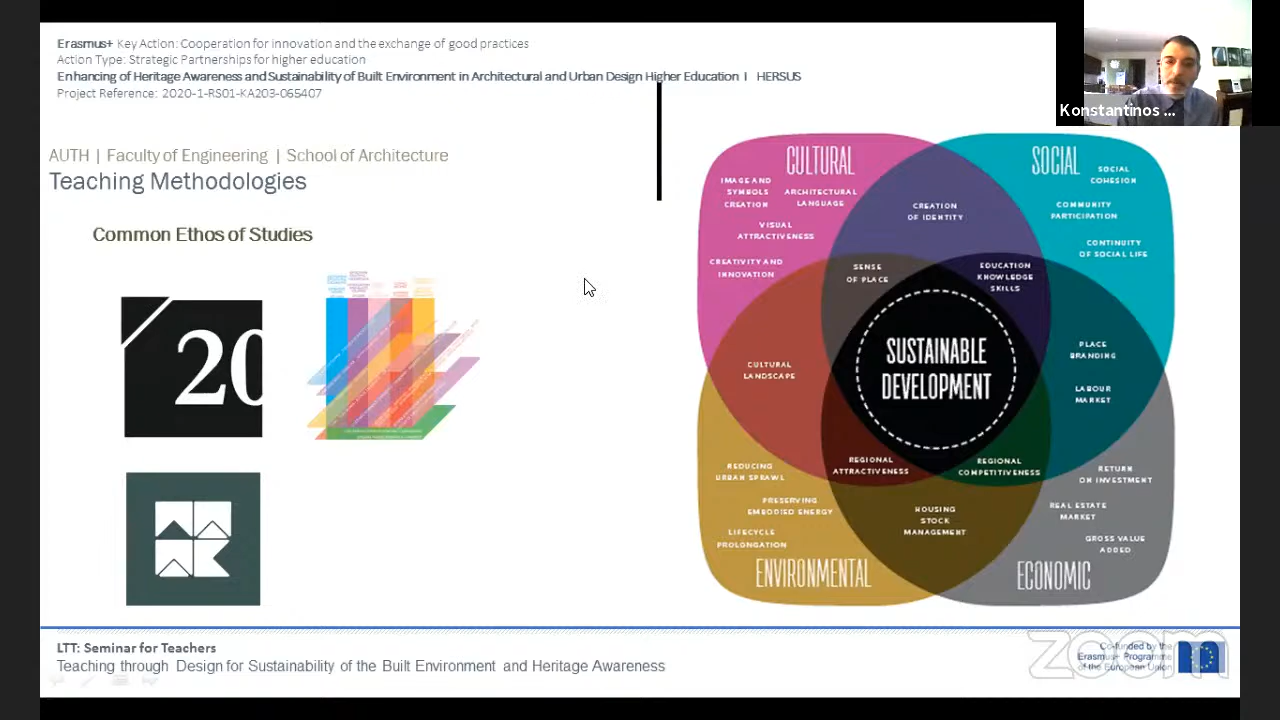 Erasmus+ Key Action: Cooperation for innovation and the exchange of good practices
Action Type: Strategic Partnerships for higher education
Enhancing of Heritage Awareness and Sustainability of Built Environment in Architectural and Urban Design Higher Education I HERSUS
Project Reference: 2020-1-RS01-KA203-065407
Konstantinos ...
AUTH | Faculty of Engineering | School of Architecture
Teaching Methodologies
Common Ethos of Studies
20
CULTURAL
IMAGE AND
SYMBOLS
CREATION
ARCHITECTURAL
LANGUAGE
VISUAL
ATTRACTIVENESS
CREATIVITY AND
INNOVATION
CREATION
OF IDENTITY
SOCIAL
SOCIAL
COHESION
COMMUNITY
PARTICIPATION
CONTINUITY
OF SOCIAL LIFE
SENSE
OF PLACE
EDUCATION
KNOWLEDGE
SKILLS
CULTURAL
LANDSCAPE
SUSTAINABLE
DEVELOPMENT
PLACE
BRANDING
LABOUR
MARKET
REGIONAL
ATTRACTIVENESS
REGIONAL
COMPETITIVENESS
REDUCING
URBAN SPRAWL
PRESERVING
EMBODIED ENERGY
LIFECYCLE
PROLONGATION
ENVIRONMENTAL
HOUSING
STOCK
MANAGEMENT
RETURN
ON INVESTMENT
REAL ESTATE
MARKET
GROSS VALUE
ADDED
ECONOMIC
LTT: Seminar for Teachers
Teaching through Design for Sustainability of the Built Environment and Heritage Awareness
Co-funded by the
Erasmus+ Programme
of the European Union
zoom